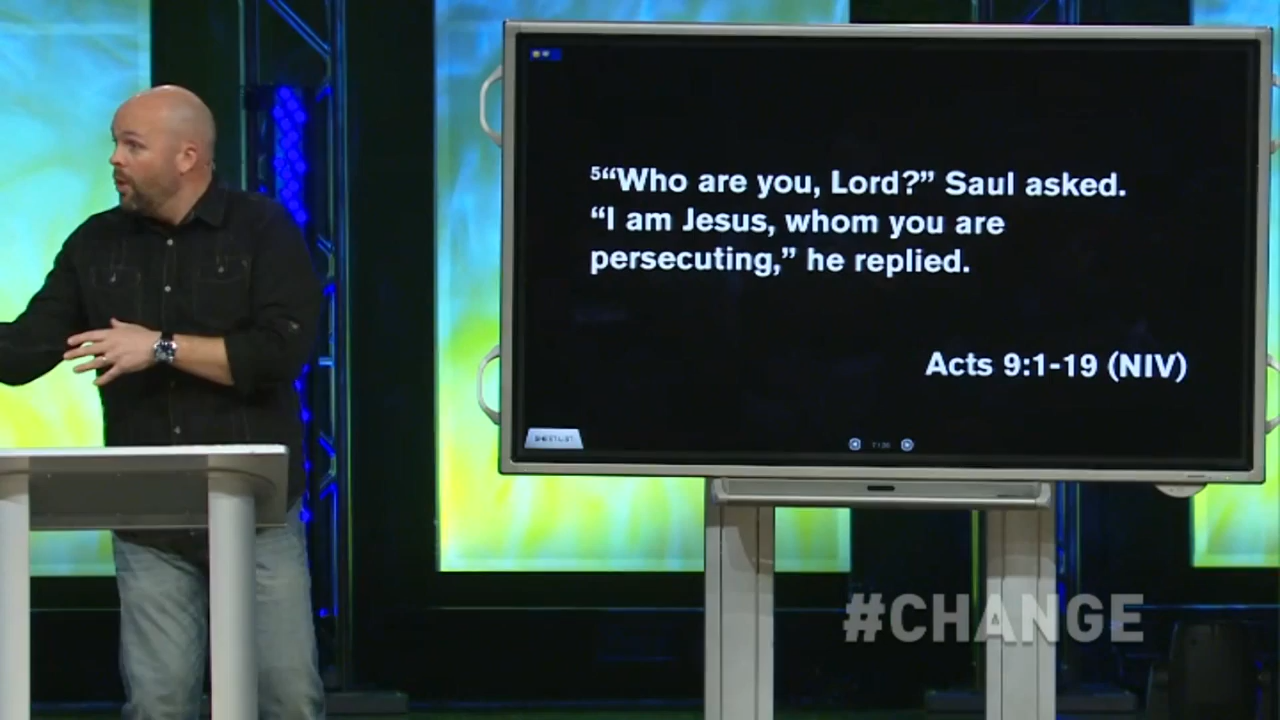 ⁵“Who are you, Lord?” Saul asked.
“I am Jesus, whom you are
persecuting,” he replied.
Acts 9:1-19 (NIV)
#CHANGE